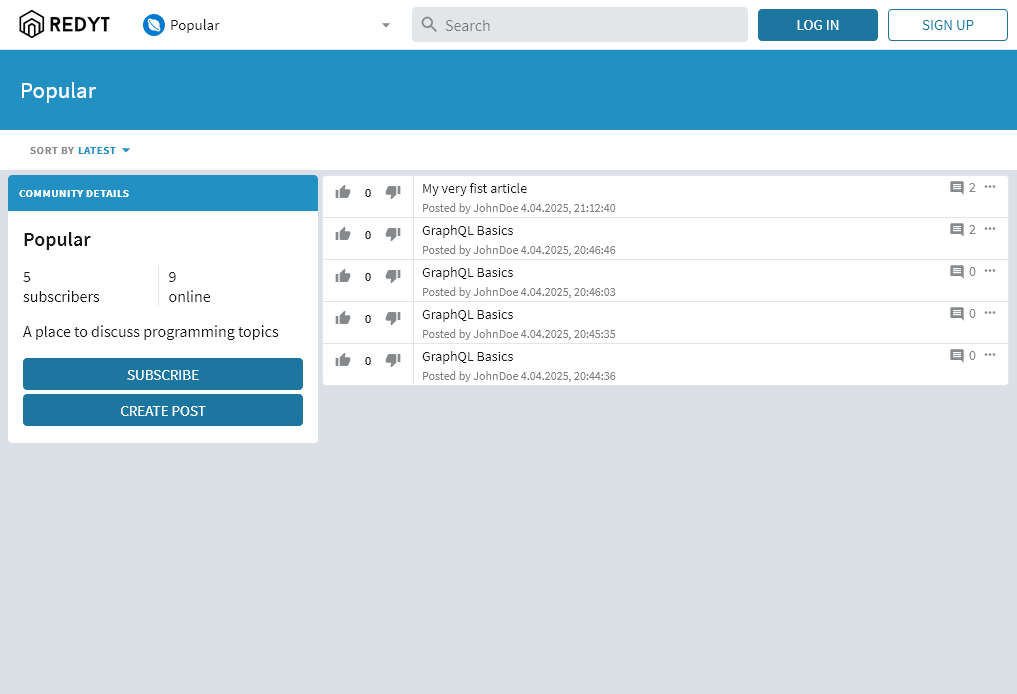 REDYT
Popular
Search
LOG IN
SIGN UP
Popular
SORT BY LATEST
COMMUNITY DETAILS
Popular
5 subscribers
9 online
A place to discuss programming topics
SUBSCRIBE
CREATE POST
0
My very fist article
2
Posted by JohnDoe 4.04.2025, 21:12:40
0
GraphQL Basics
2
Posted by JohnDoe 4.04.2025, 20:46:46
0
GraphQL Basics
0
Posted by JohnDoe 4.04.2025, 20:46:03
0
GraphQL Basics
0
Posted by JohnDoe 4.04.2025, 20:45:35
0
GraphQL Basics
0
Posted by JohnDoe 4.04.2025, 20:44:36